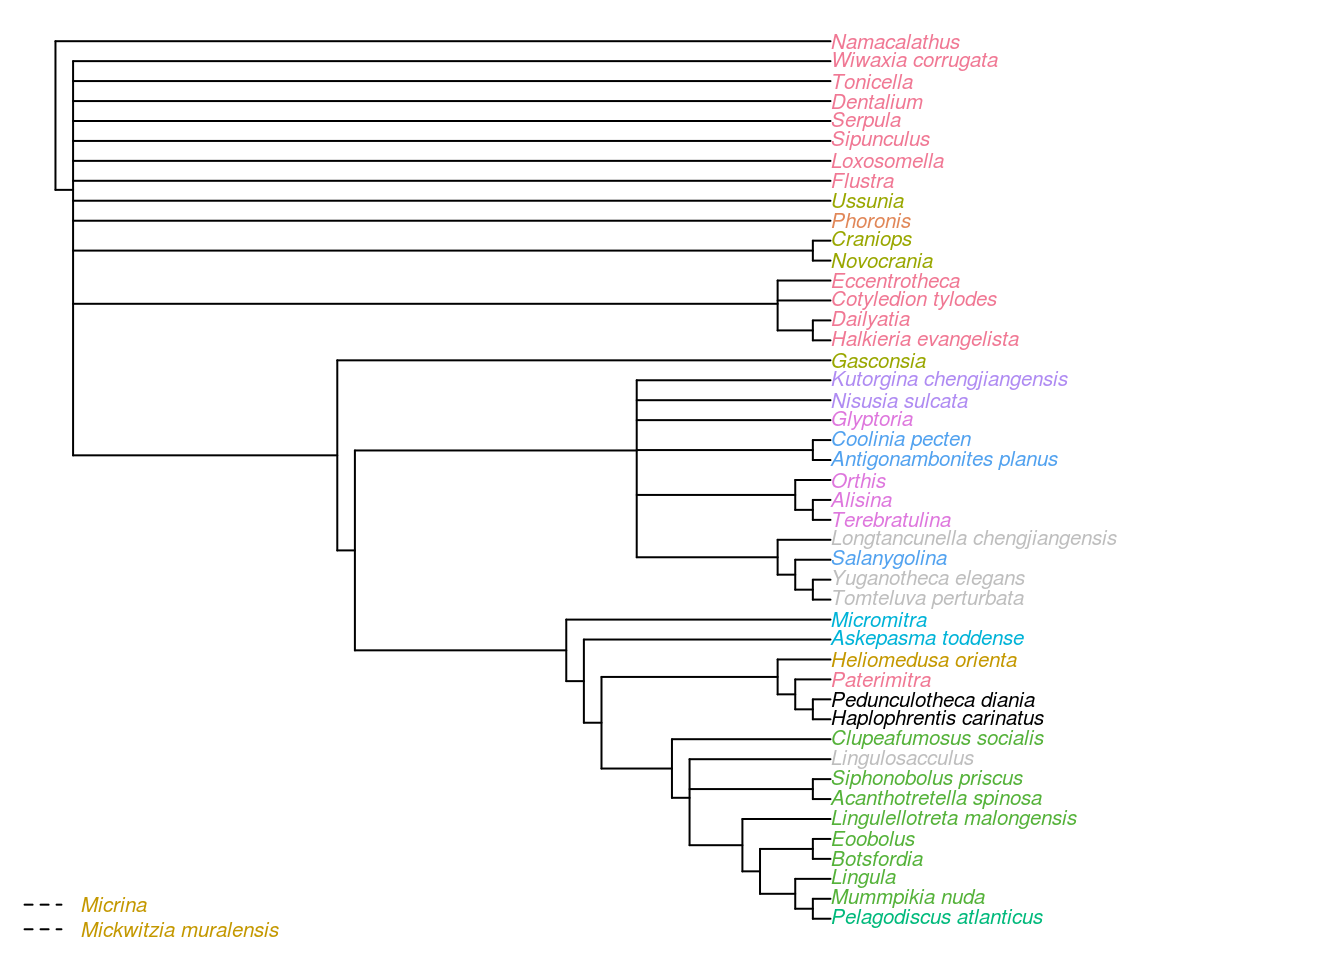 Namacalathus
Wiwaxia corrugata
Tonicella
Dentalium
Serpula
Sipunculus
Loxosomella
Flustra
Ussunia
Phoronis
Craniops
Novocrania
Eccentrotheca
Cotyledion tylodes
Dailyatia
Halkieria evangelista
Gasconsia
Kutorgina chengjiangensis
Nisusia sulcata
Glyptoria
Coolinia pecten
Antigonambonites planus
Orthis
Alisina
Terebratulina
Longtancunella chengjiangensis
Salanygolina
Yuganotheca elegans
Tomteluva perturbata
Micromitra
Askepasma toddense
Heliomedusa orienta
Paterimitra
Pedunculotheca diania
Haplophrentis carinatus
Clupeafumosus socialis
Lingulosacculus
Siphonobolus priscus
Acanthotretella spinosa
Lingulellotreta malongensis
Eoobolus
Botsfordia
Lingula
Mummpikia nuda
Pelagodiscus atlanticus
Micrina
Mickwitzia muralensis